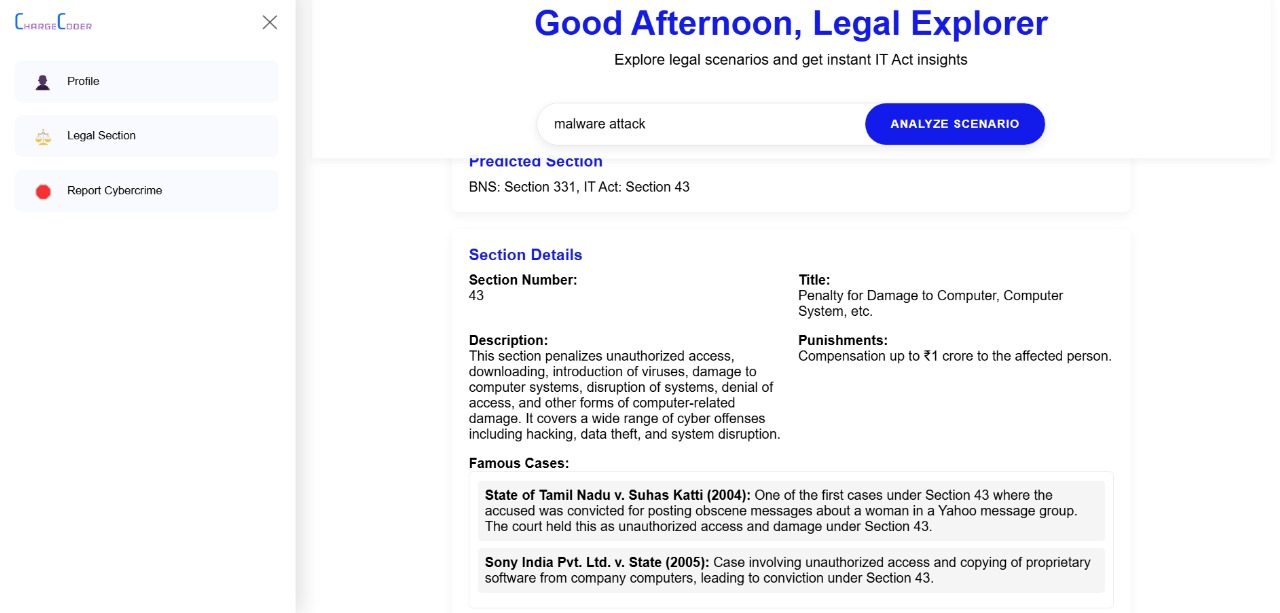 ChargeCoder
Profile
Legal Section
Report Cybercrime
Good Afternoon, Legal Explorer
Explore legal scenarios and get instant IT Act insights
malware attack
ANALYZE SCENARIO
Predicted Section
BNS: Section 331, IT Act: Section 43
Section Details
Section Number:
43
Title:
Penalty for Damage to Computer, Computer
System, etc.
Description:
This section penalizes unauthorized access,
downloading, introduction of viruses, damage to
computer systems, disruption of systems, denial of
access, and other forms of computer-related
damage. It covers a wide range of cyber offenses
including hacking, data theft, and system disruption.
Punishments:
Compensation up to ₹1 crore to the affected person.
Famous Cases:
State of Tamil Nadu v. Suhas Katti (2004): One of the first cases under Section 43 where the
accused was convicted for posting obscene messages about a woman in a Yahoo message group.
The court held this as unauthorized access and damage under Section 43.
Sony India Pvt. Ltd. v. State (2005): Case involving unauthorized access and copying of proprietary
software from company computers, leading to conviction under Section 43.